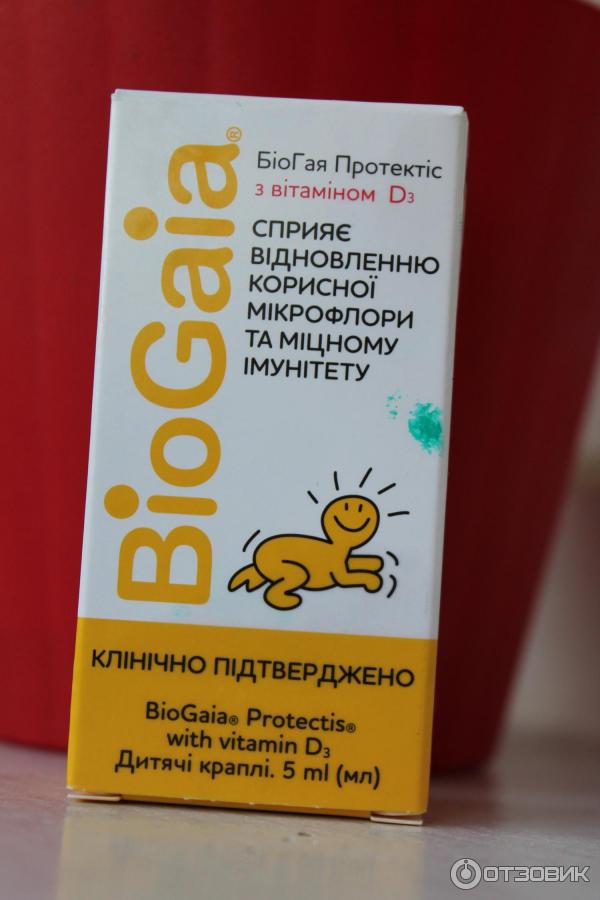 BioGaia®
БіоГая Протектіс
з вітаміном D₃
СПРИЯЄ
ВІДНОВЛЕННЮ
КОРИСНОЇ
МІКРОФЛОРИ
ТА МІЦНОМУ
ІМУНІТЕТУ
КЛІНІЧНО ПІДТВЕРДЖЕНО
BioGaia® Protectis®
with vitamin D₃
Дитячі краплі. 5 ml (мл)
ОТЗОВИК